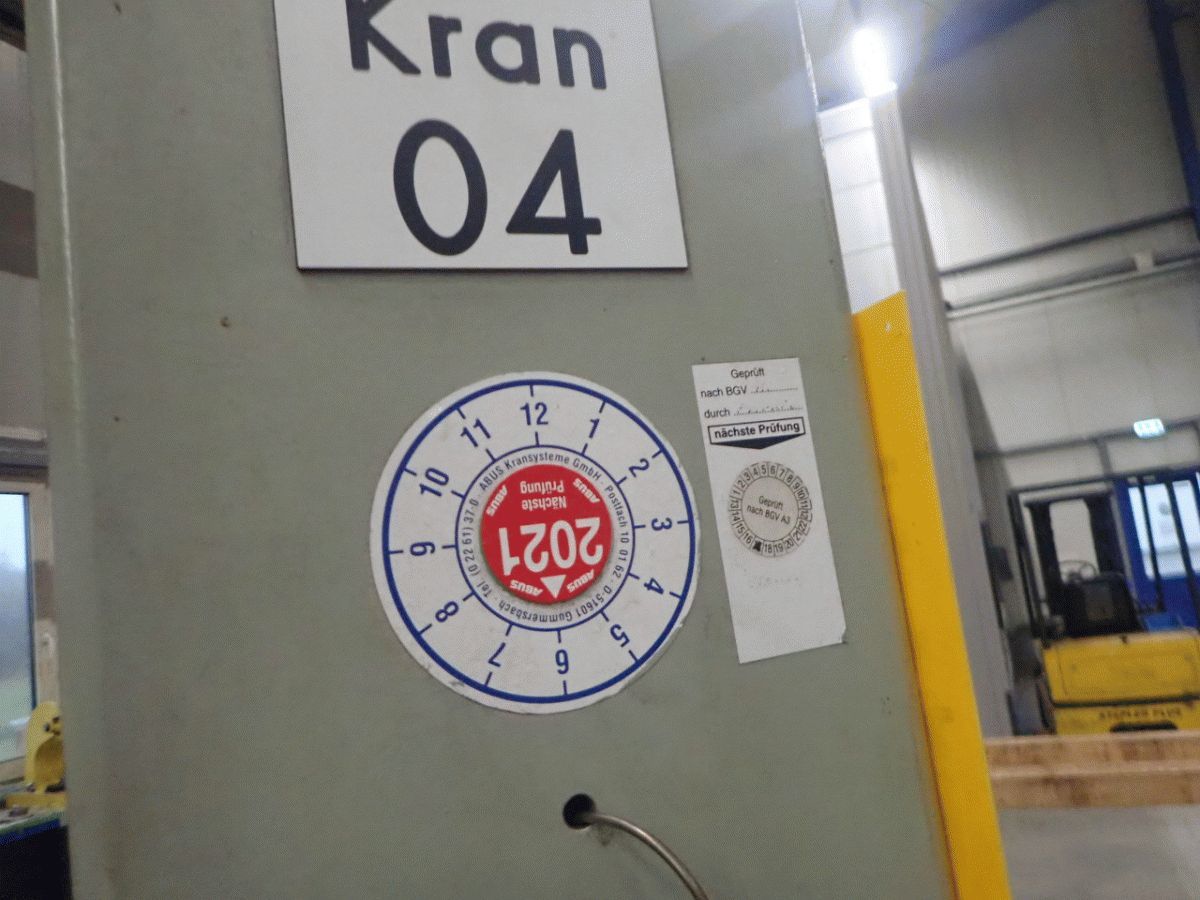 Kran
04
12
1
2
3
4
5
6
7
8
9
10
11
Tel. (0 22 61) 37-0 · ABUS Kransysteme GmbH · Postfach 10 01 62 · D-51601 Gummersbach
Nächste
Prüfung
2021
ABUS
ABUS
ABUS
ABUS
Geprüft
nach BGV
durch
nächste Prüfung
Geprüft
nach BGV A3